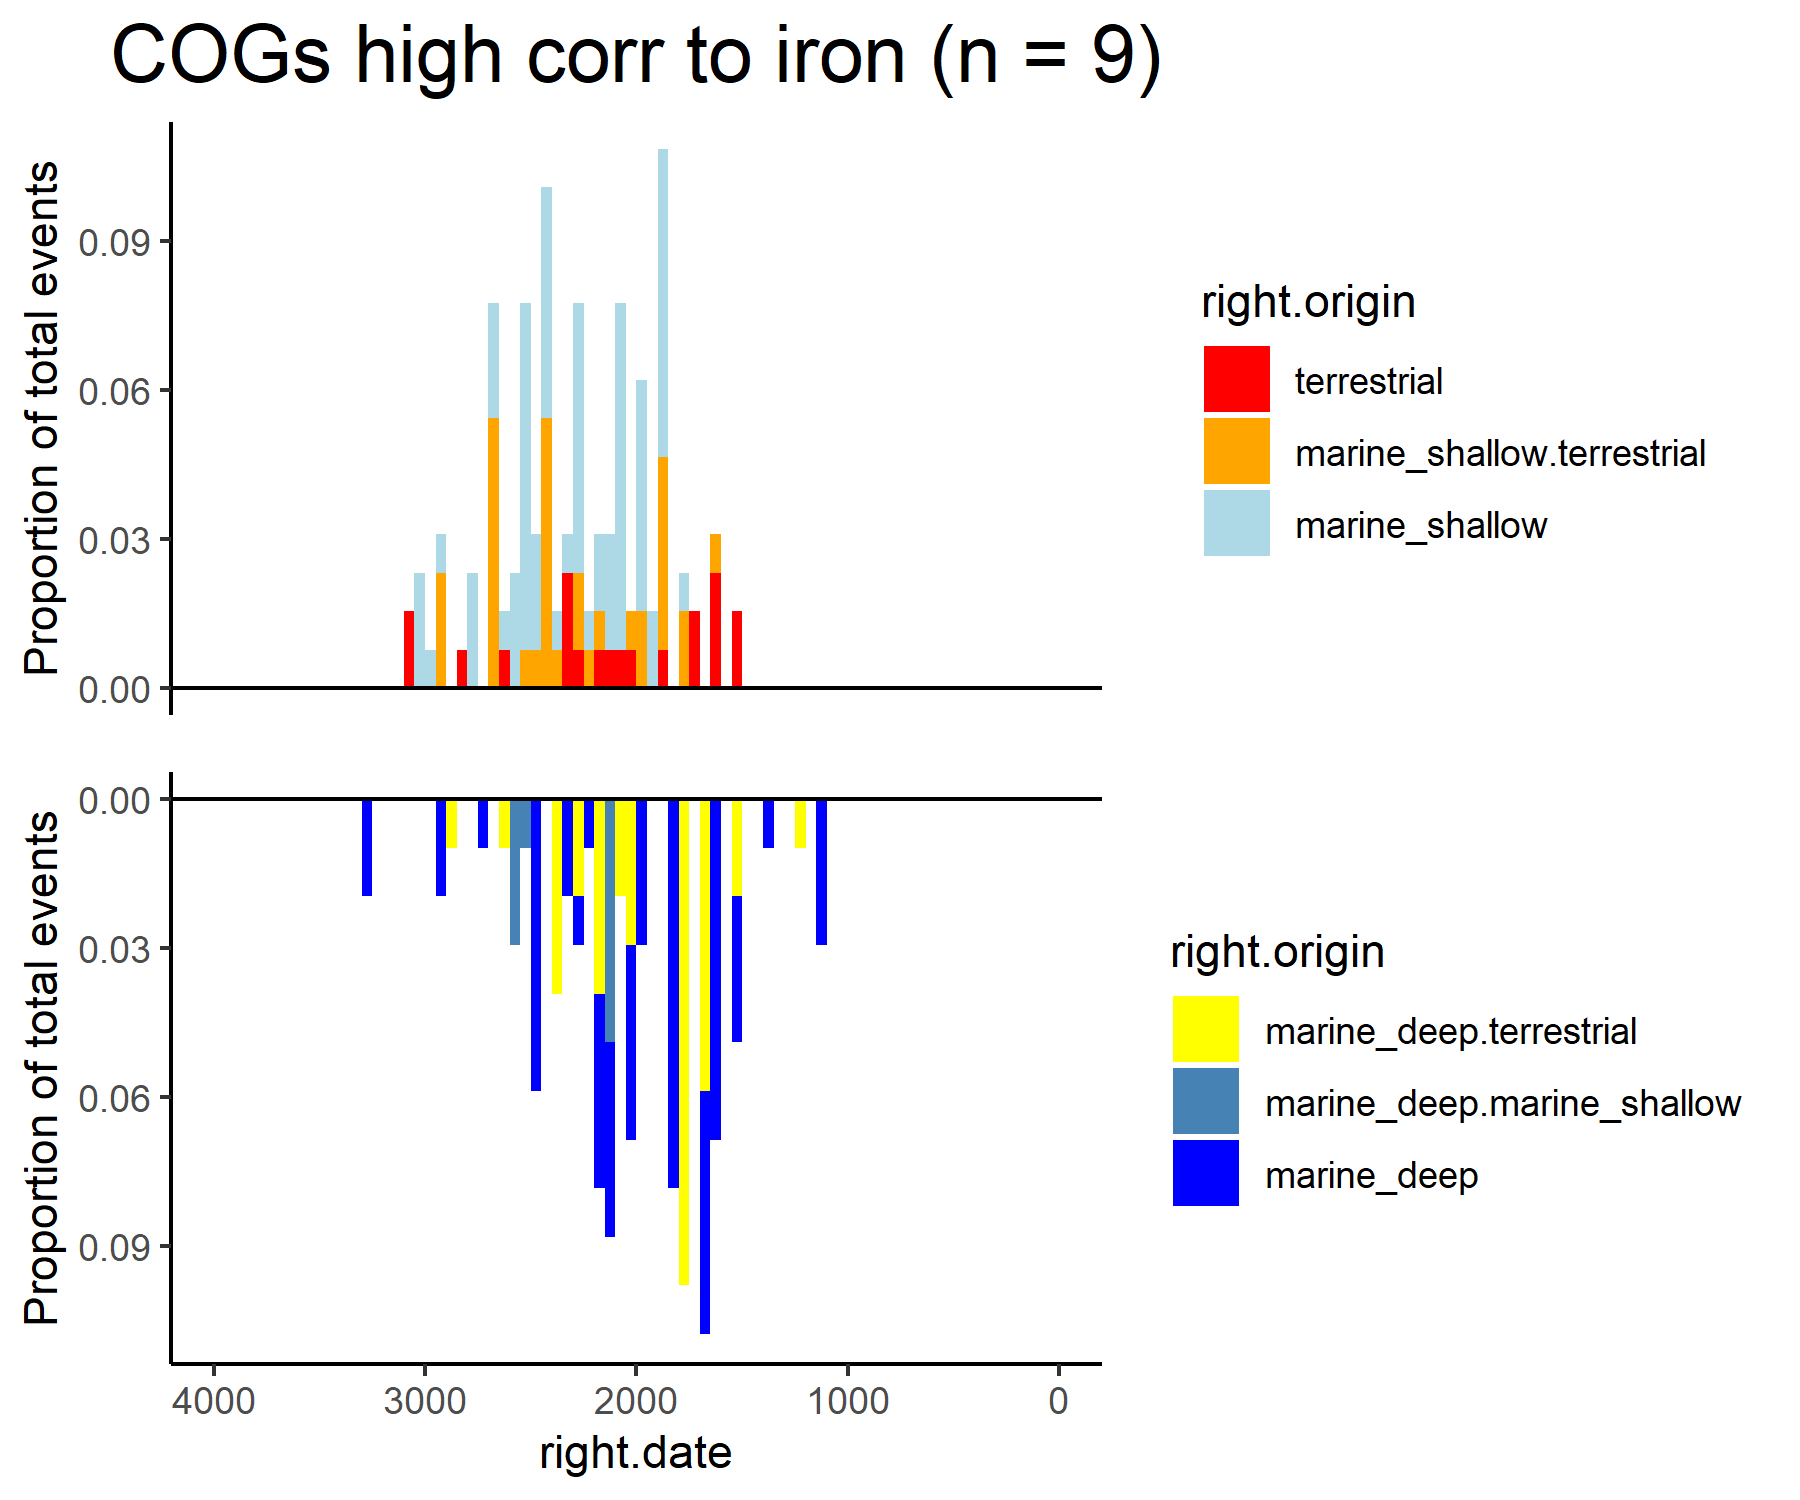 COGs high corr to iron (n = 9)
Proportion of total events
0.09
0.06
0.03
0.00
right.origin
terrestrial
marine_shallow.terrestrial
marine_shallow
Proportion of total events
0.00
0.03
0.06
0.09
4000 3000 2000 1000 0
right.date
right.origin
marine_deep.terrestrial
marine_deep.marine_shallow
marine_deep